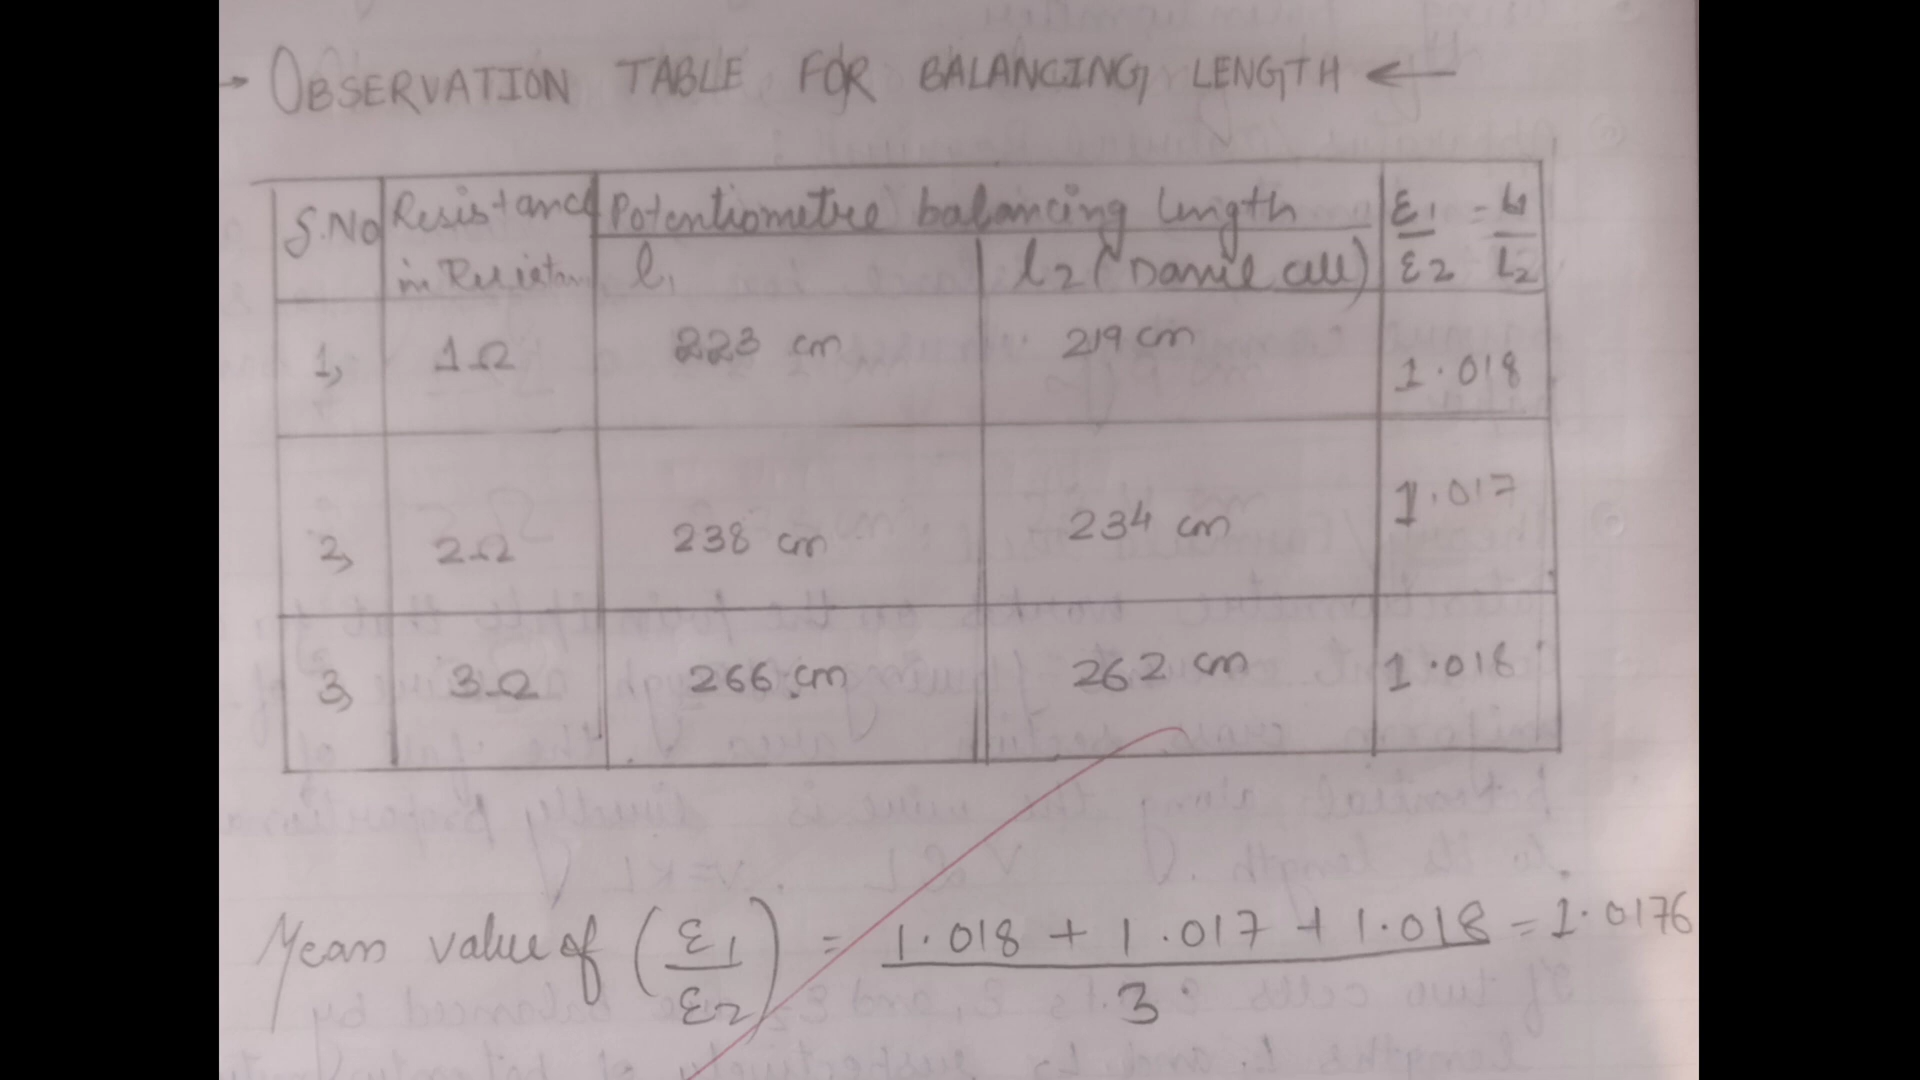 → OBSERVATION TABLE FOR BALANCING LENGTH ←
S.No Resistance in Resistan Potentiometre balancing length ε1/ε2 = L1/L2
l1 l2 (Daniel cell)
1, 1Ω 223 cm 219 cm 1.018
2, 2Ω 238 cm 234 cm 1.017
3, 3Ω 266 cm 262 cm 1.018
Mean value of (ε1/ε2) = 1.018 + 1.017 + 1.018 / 3 = 1.0176